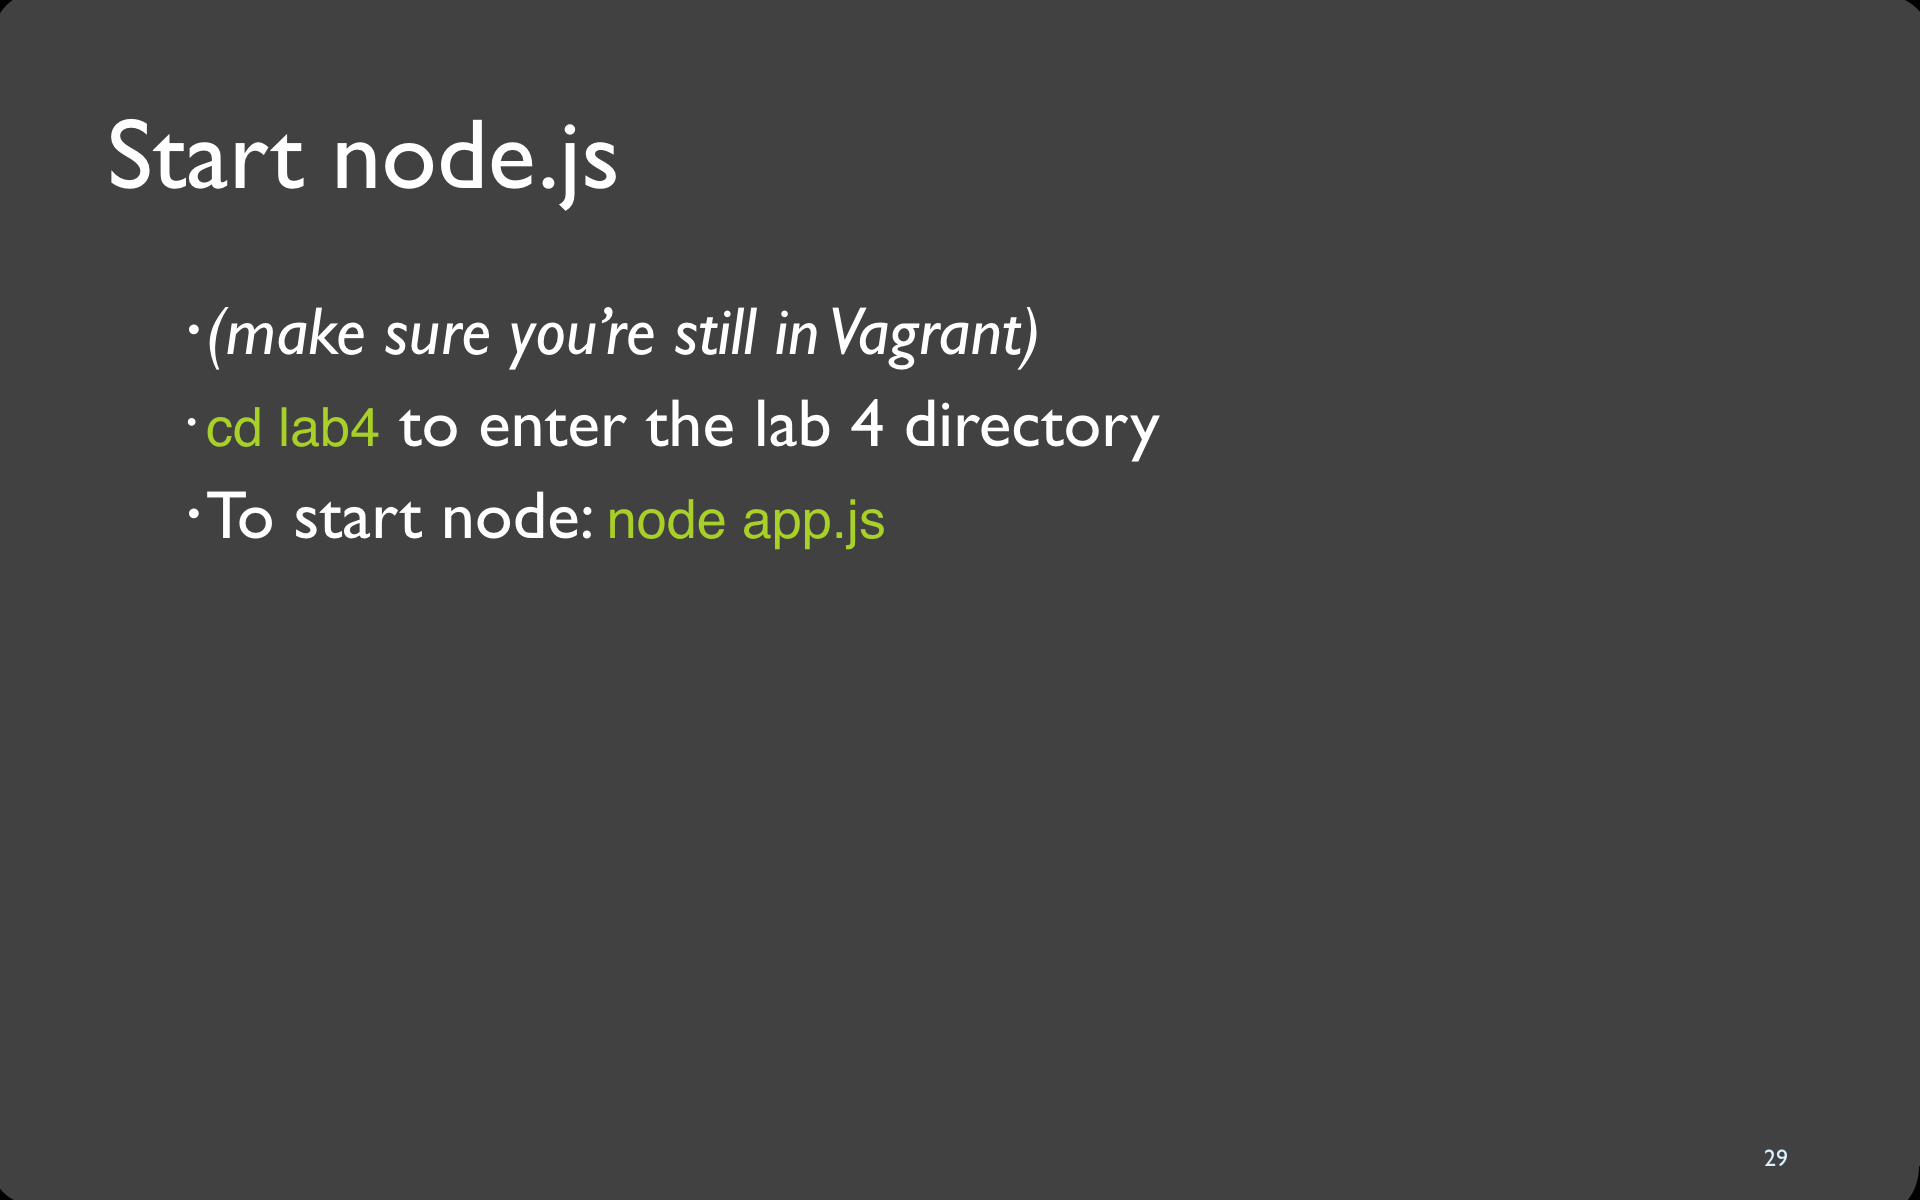 Start node.js
•(make sure you’re still in Vagrant)
•cd lab4 to enter the lab 4 directory
•To start node: node app.js
29